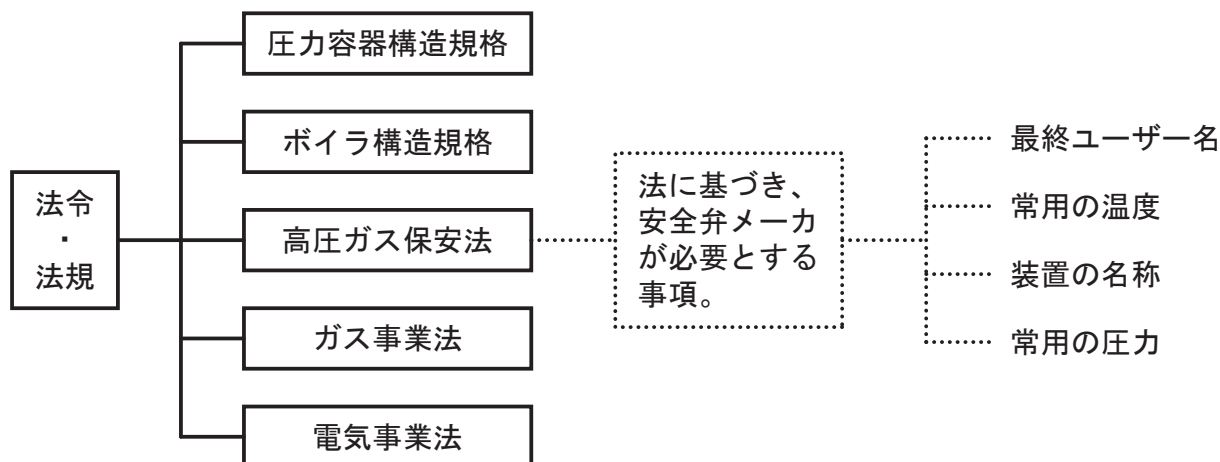 圧力容器構造規格
ボイラ構造規格
法令
・
法規
高圧ガス保安法
ガス事業法
電気事業法
法に基づき、
安全弁メーカ
が必要とする
事項。
最終ユーザー名
常用の温度
装置の名称
常用の圧力